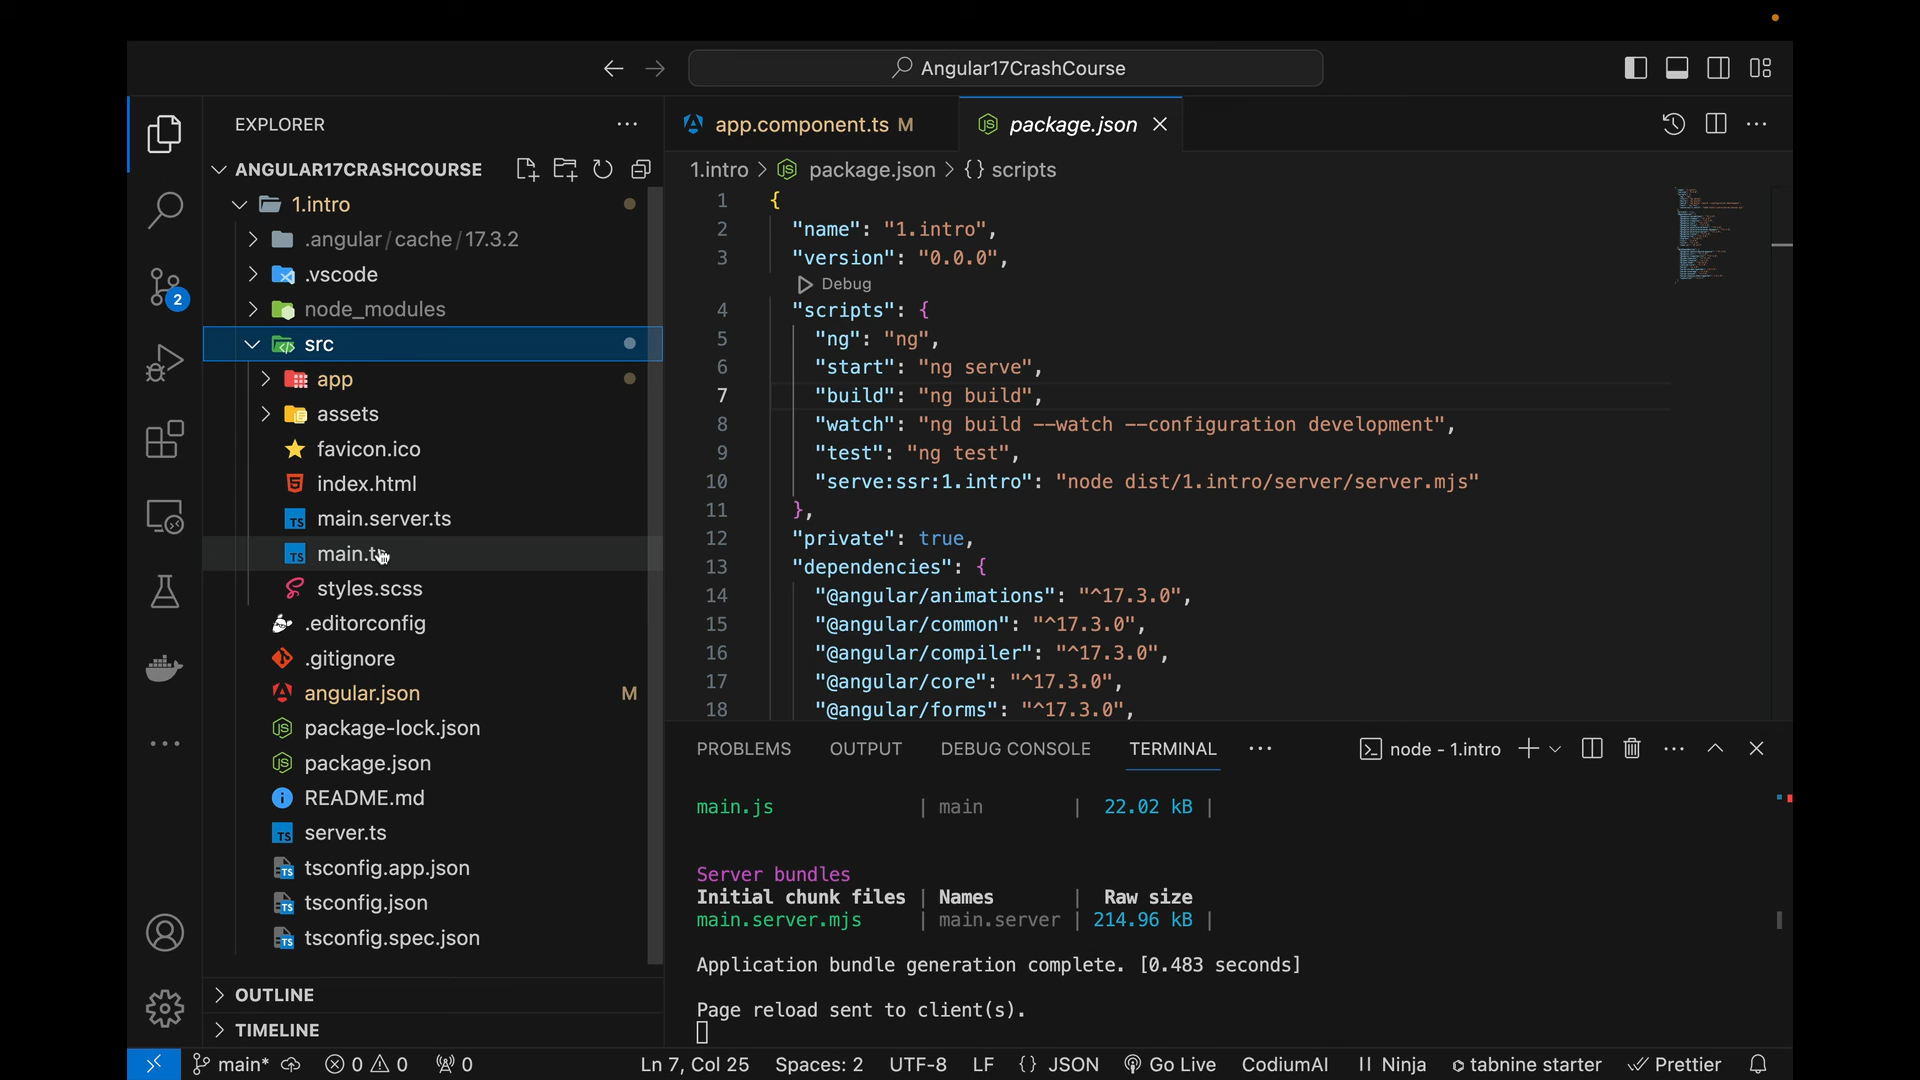 Angular17CrashCourse
EXPLORER
ANGULAR17CRASHCOURSE
1.intro
.angular/cache/17.3.2
.vscode
node_modules
src
app
assets
favicon.ico
index.html
main.server.ts
main.ts
styles.scss
.editorconfig
.gitignore
angular.json M
package-lock.json
package.json
README.md
server.ts
tsconfig.app.json
tsconfig.json
tsconfig.spec.json
OUTLINE
TIMELINE
2
app.component.ts M
package.json
1.intro > package.json > {} scripts
1 {
2 "name": "1.intro",
3 "version": "0.0.0",
Debug
4 "scripts": {
5 "ng": "ng",
6 "start": "ng serve",
7 "build": "ng build",
8 "watch": "ng build --watch --configuration development",
9 "test": "ng test",
10 "serve:ssr:1.intro": "node dist/1.intro/server/server.mjs"
11 },
12 "private": true,
13 "dependencies": {
14 "@angular/animations": "^17.3.0",
15 "@angular/common": "^17.3.0",
16 "@angular/compiler": "^17.3.0",
17 "@angular/core": "^17.3.0",
18 "@angular/forms": "^17.3.0",
PROBLEMS OUTPUT DEBUG CONSOLE TERMINAL
node - 1.intro
main.js | main | 22.02 kB |
Server bundles
Initial chunk files | Names | Raw size
main.server.mjs | main.server | 214.96 kB |
Application bundle generation complete. [0.483 seconds]
Page reload sent to client(s).
main* 0 0 0 Ln 7, Col 25 Spaces: 2 UTF-8 LF {} JSON Go Live CodiumAI Ninja tabnine starter Prettier